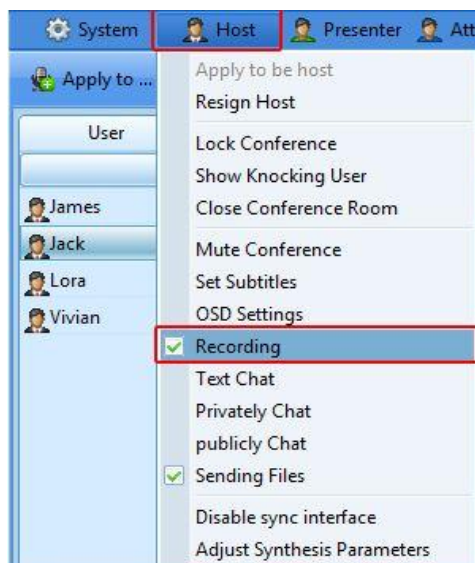 System Host Presenter Att
Apply to ...
User
James
Jack
Lora
Vivian
Apply to be host
Resign Host
Lock Conference
Show Knocking User
Close Conference Room
Mute Conference
Set Subtitles
OSD Settings
Recording
Text Chat
Privately Chat
publicly Chat
Sending Files
Disable sync interface
Adjust Synthesis Parameters